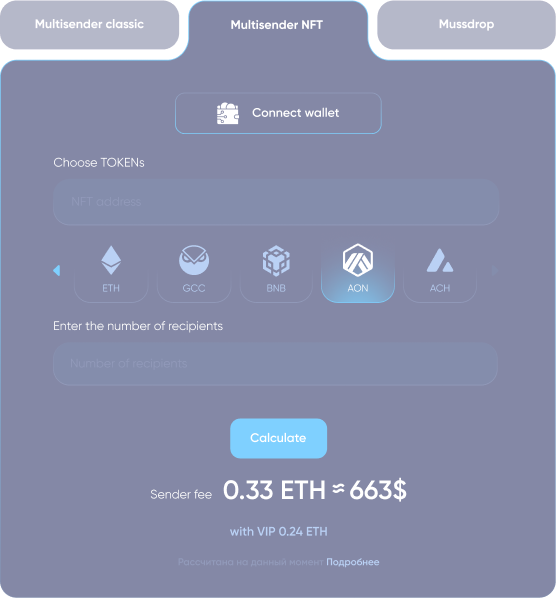 Multisender classic
Multisender NFT
Mussdrop
Connect wallet
Choose TOKENs
NFT address
ETH
GCC
BNB
AON
ACH
Enter the number of recipients
Number of recipients
Calculate
Sender fee 0.33 ETH ≈ 663$
with VIP 0.24 ETH
Рассчитано на данный момент Подробнее